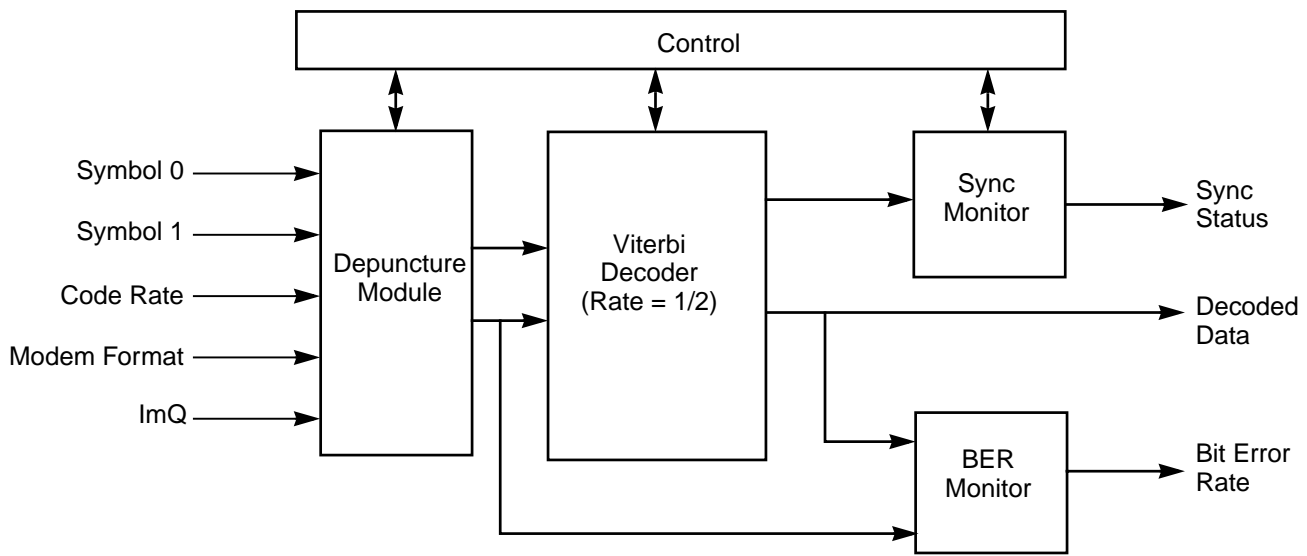 Control
Symbol 0
Symbol 1
Code Rate
Modem Format
ImQ
Depuncture
Module
Viterbi
Decoder
(Rate = 1/2)
Sync
Monitor
Sync
Status
Decoded
Data
BER
Monitor
Bit Error
Rate